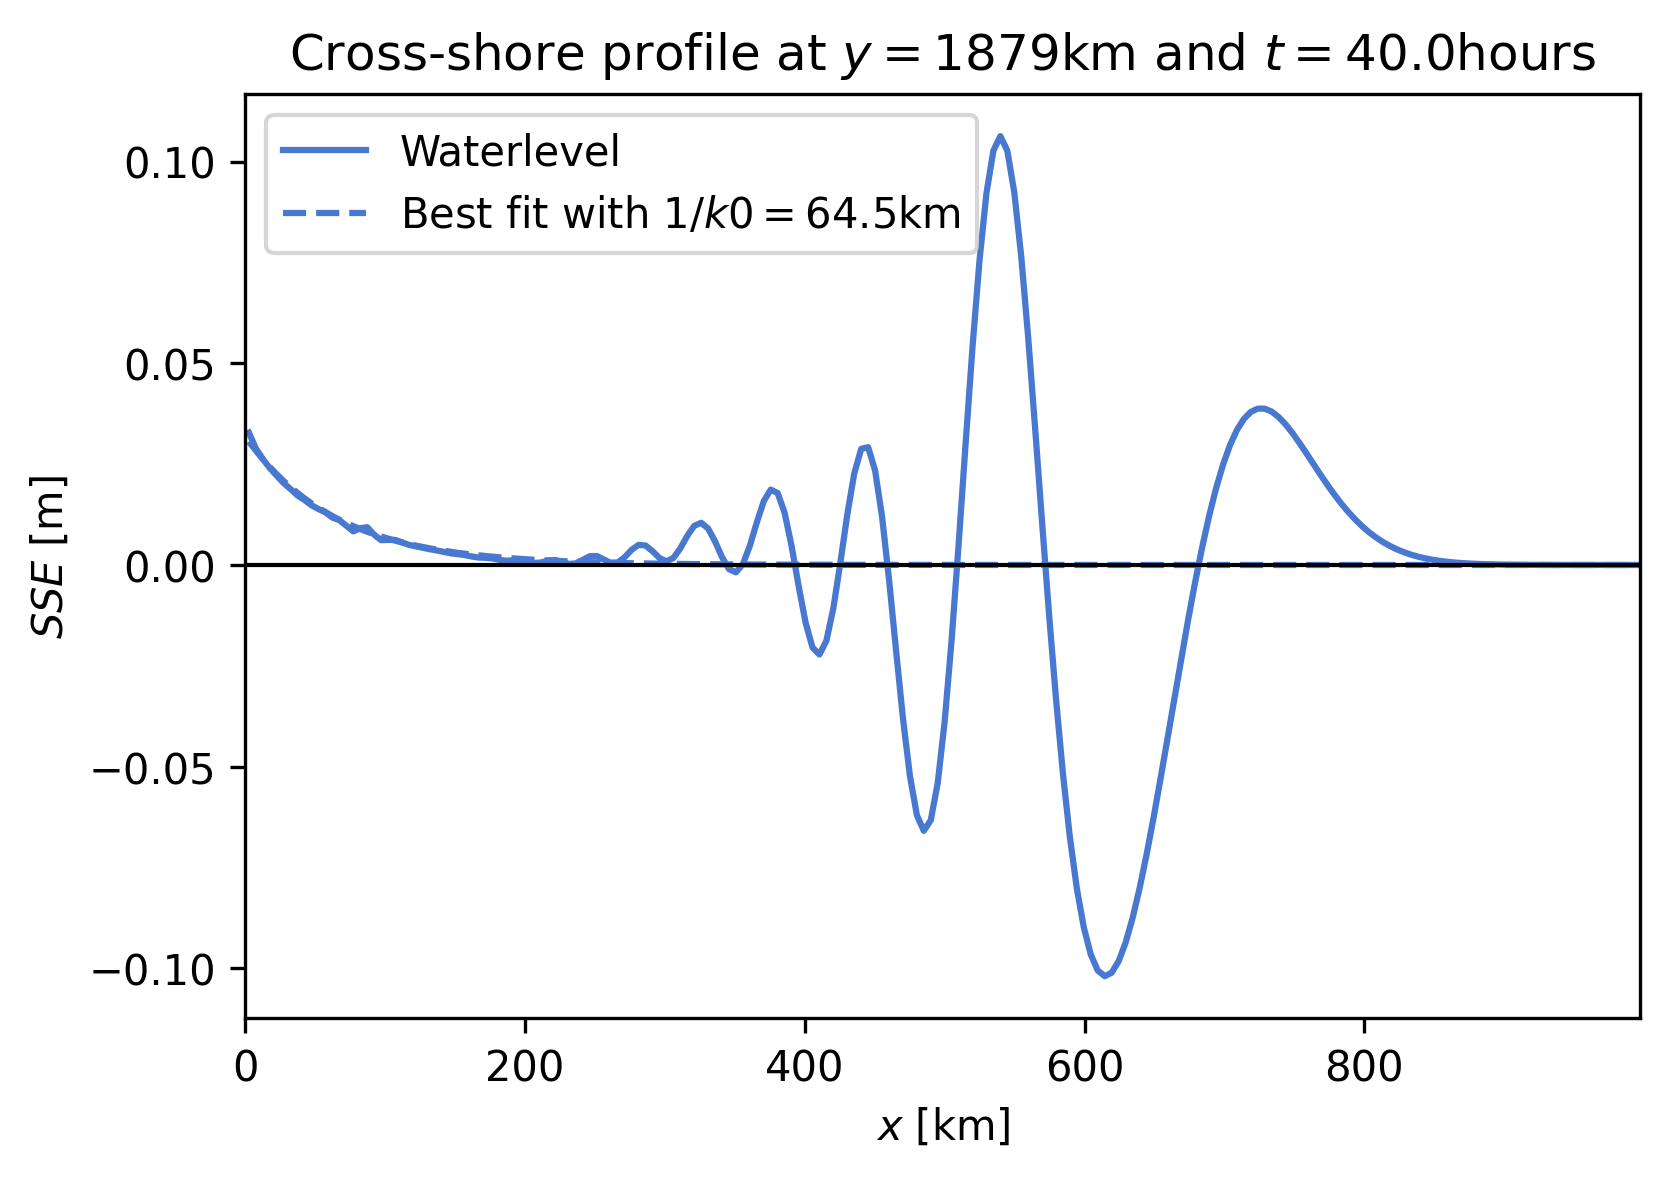 Cross-shore profile at y = 1879km and t = 40.0hours
Waterlevel
Best fit with 1/k0 = 64.5km
0.10
0.05
0.00
−0.05
−0.10
SSE [m]
0 200 400 600 800
x [km]